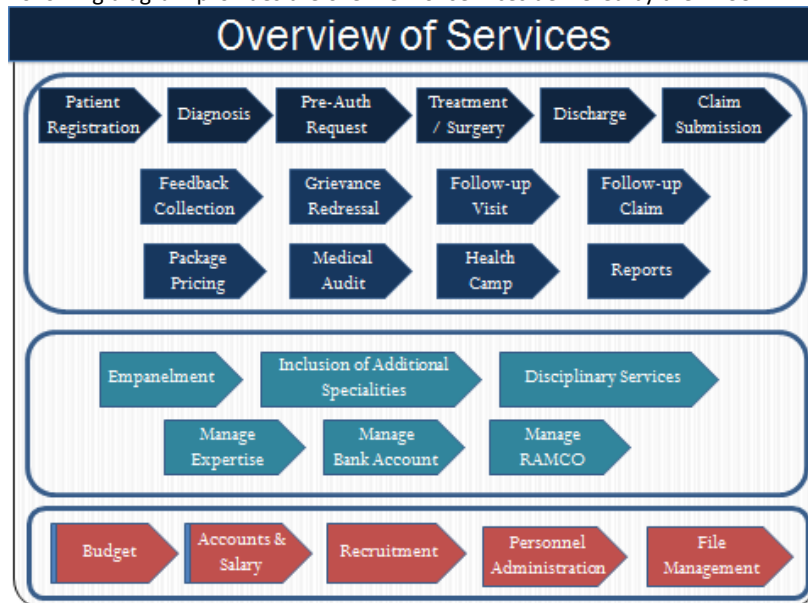 Overview of Services
Patient
Registration
Diagnosis
Pre-Auth
Request
Treatment
/ Surgery
Discharge
Claim
Submission
Feedback
Collection
Grievance
Redressal
Follow-up
Visit
Follow-up
Claim
Package
Pricing
Medical
Audit
Health
Camp
Reports
Empanelment
Inclusion of Additional
Specialities
Disciplinary Services
Manage
Expertise
Manage
Bank Account
Manage
RAMCO
Budget
Accounts &
Salary
Recruitment
Personnel
Administration
File
Management